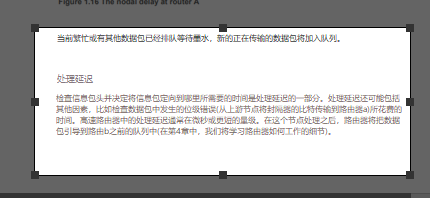 Figure 1.16 The nodal delay at router A
当前繁忙或有其他数据包已经排队等待墨水，新的正在传输的数据包将加入队列。
处理延迟
检查信息包头并决定将信息包定向到哪里所需要的时间是处理延迟的一部分。处理延迟还可能包括
其他因素，比如检查数据包中发生的位级错误(从上游节点将封隔器的比特传输到路由器a)所花费的
时间。高速路由器中的处理延迟通常在微秒或更短的量级。在这个节点处理之后，路由器将把数据
包引导到路由b之前的队列中(在第4章中，我们将学习路由器如何工作的细节)。